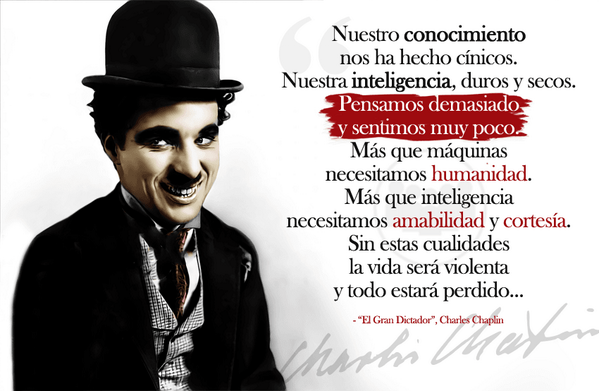 Nuestro conocimiento
nos ha hecho cínicos.
Nuestra inteligencia, duros y secos.
Pensamos demasiado
y sentimos muy poco.
Más que máquinas
necesitamos humanidad.
Más que inteligencia
necesitamos amabilidad y cortesía.
Sin estas cualidades
la vida será violenta
y todo estará perdido...
- “El Gran Dictador”, Charles Chaplin
Charlie Chaplin